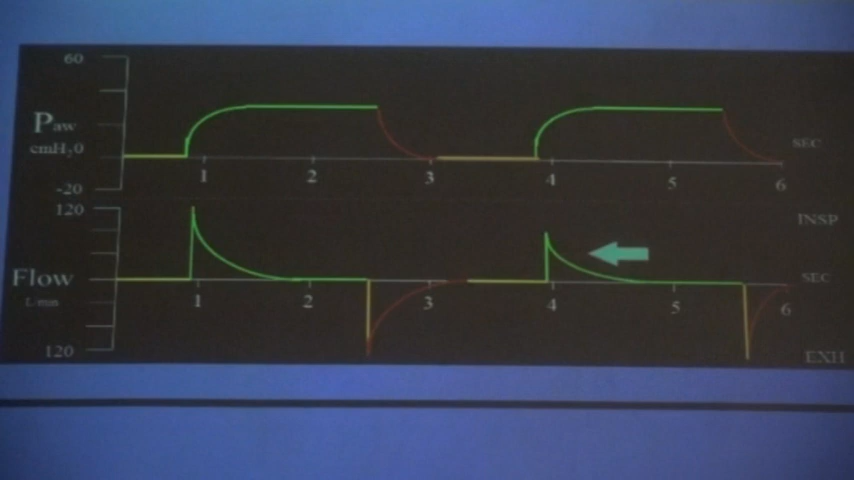 60
Paw
cmH2O
SEC
1 2 3 4 5 6
-20
120
INSP
Flow
SEC
L/min
1 2 3 4 5 6
120
EXH